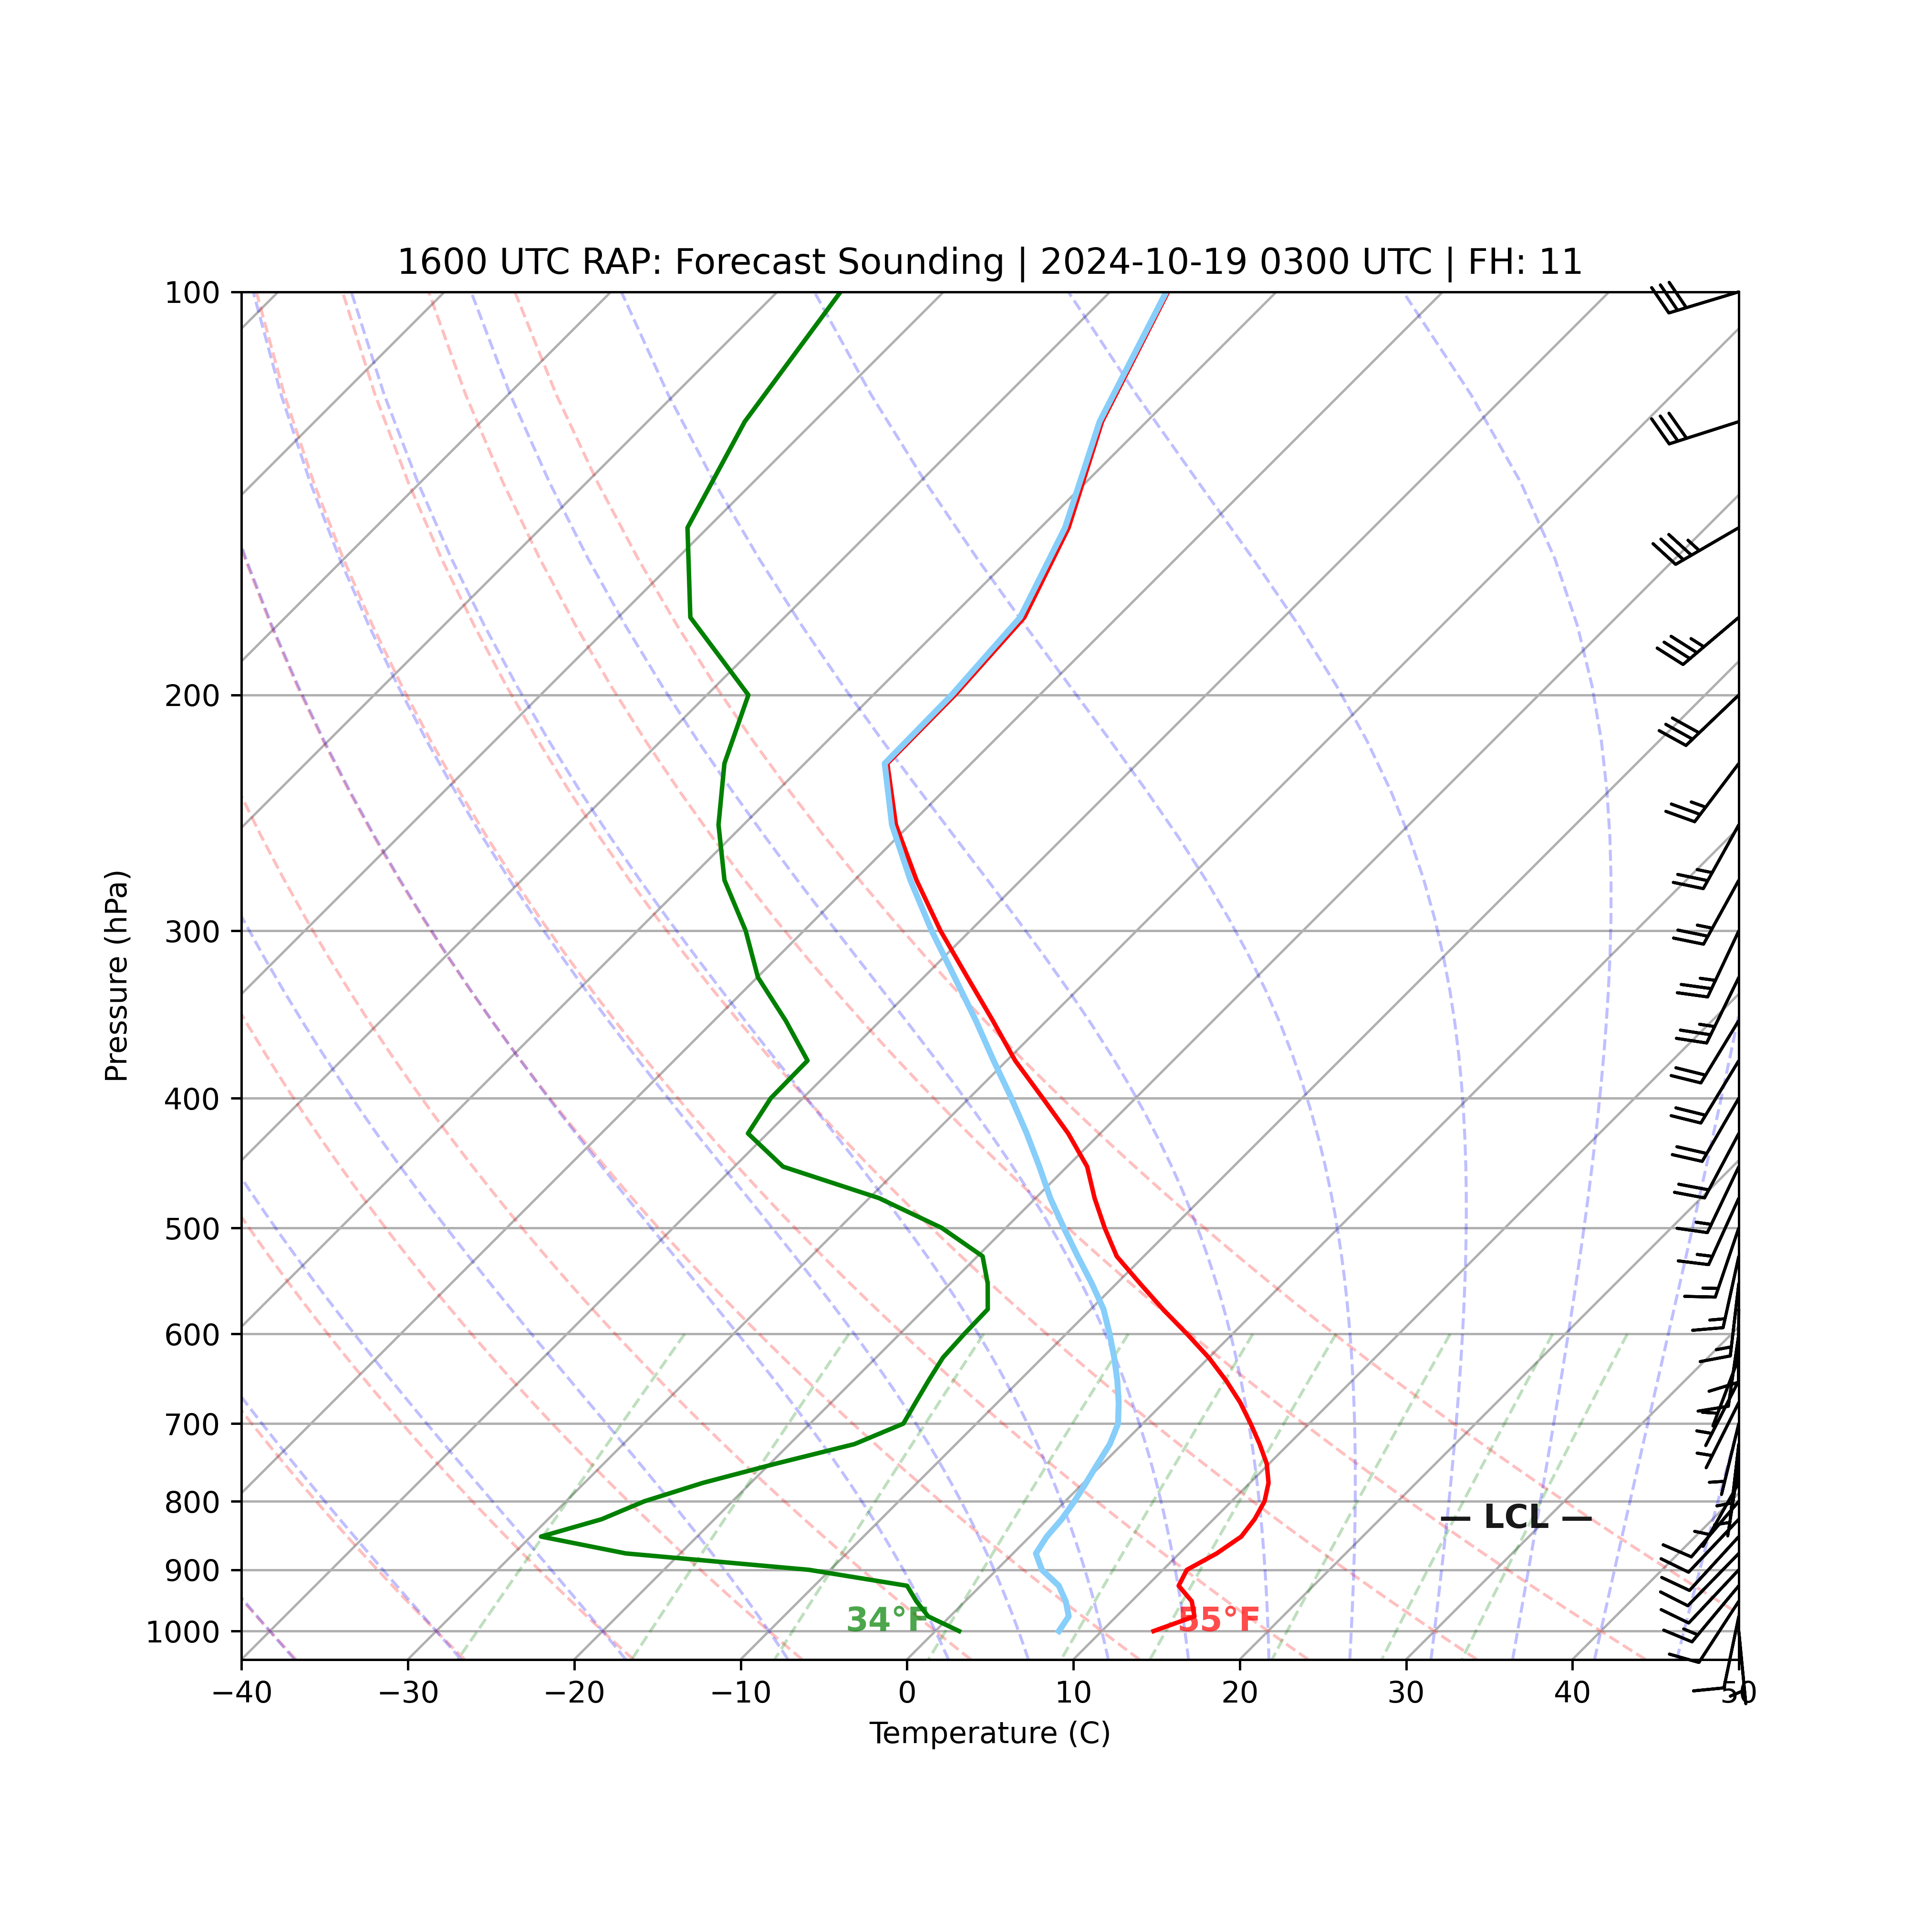 1600 UTC RAP: Forecast Sounding | 2024-10-19 0300 UTC | FH: 11
100
200
300
400
500
600
700
800
900
1000
Pressure (hPa)
— LCL —
34°F
55°F
−40 −30 −20 −10 0 10 20 30 40 50
Temperature (C)